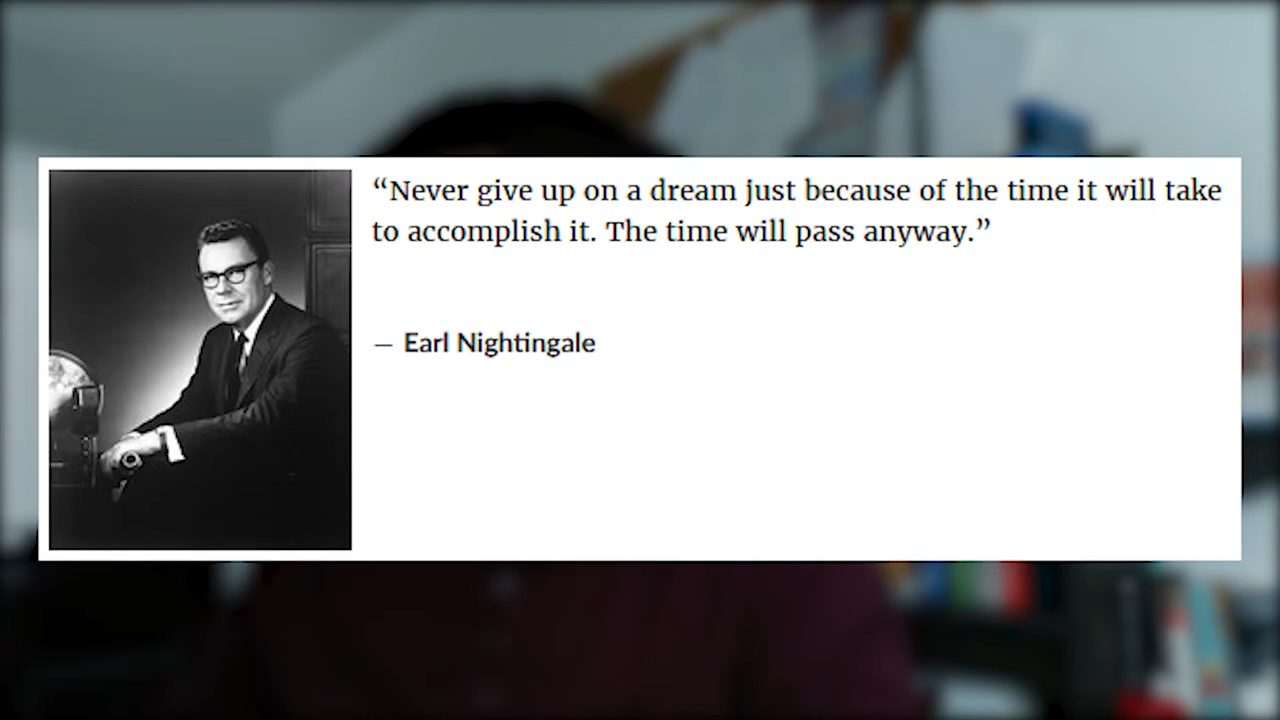 “Never give up on a dream just because of the time it will take
to accomplish it. The time will pass anyway.”
― Earl Nightingale